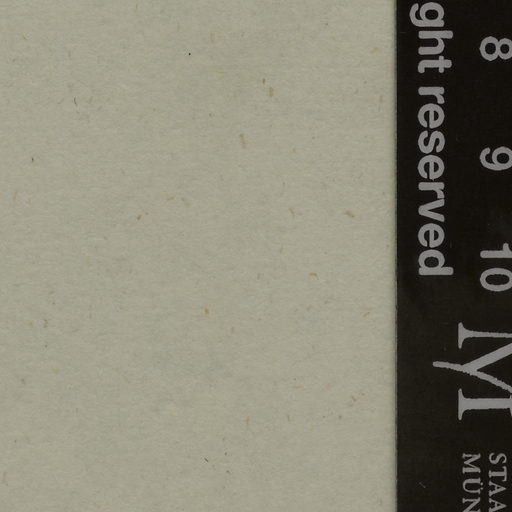 ght reserved
8 9 10
M
STAA
MÜN